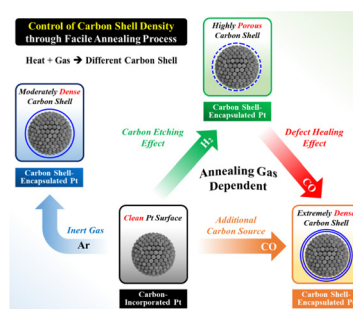 Control of Carbon Shell Density
through Facile Annealing Process
Heat + Gas → Different Carbon Shell
Highly Porous
Carbon Shell
Carbon Shell-
Encapsulated Pt
Moderately Dense
Carbon Shell
Carbon Shell-
Encapsulated Pt
Carbon Etching
Effect
H2
Defect Healing
Effect
CO
Annealing Gas
Dependent
Inert Gas
Ar
Clean Pt Surface
Carbon-
Incorporated Pt
Additional
Carbon Source
CO
Extremely Dense
Carbon Shell
Carbon Shell-
Encapsulated Pt